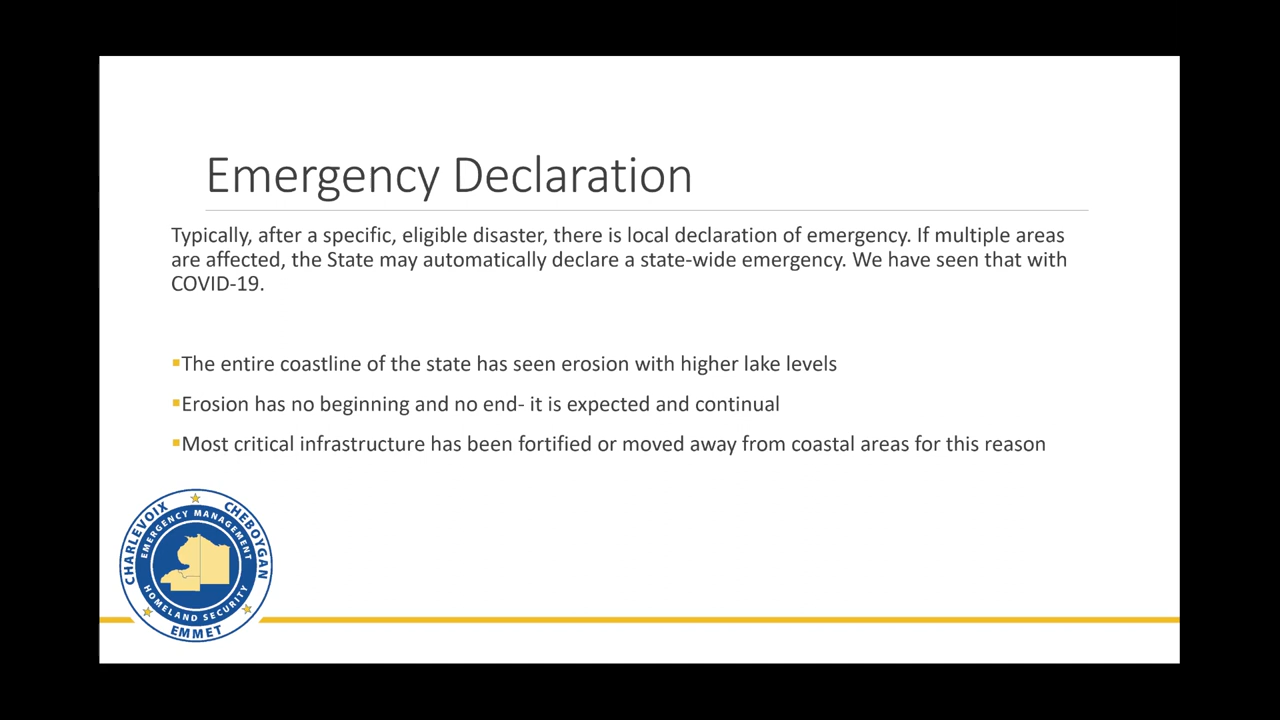 Emergency Declaration
Typically, after a specific, eligible disaster, there is local declaration of emergency. If multiple areas
are affected, the State may automatically declare a state-wide emergency. We have seen that with
COVID-19.
▪The entire coastline of the state has seen erosion with higher lake levels
▪Erosion has no beginning and no end- it is expected and continual
▪Most critical infrastructure has been fortified or moved away from coastal areas for this reason
CHARLEVOIX
CHEBOYGAN
EMERGENCY MANAGEMENT
HOMELAND SECURITY
EMMET